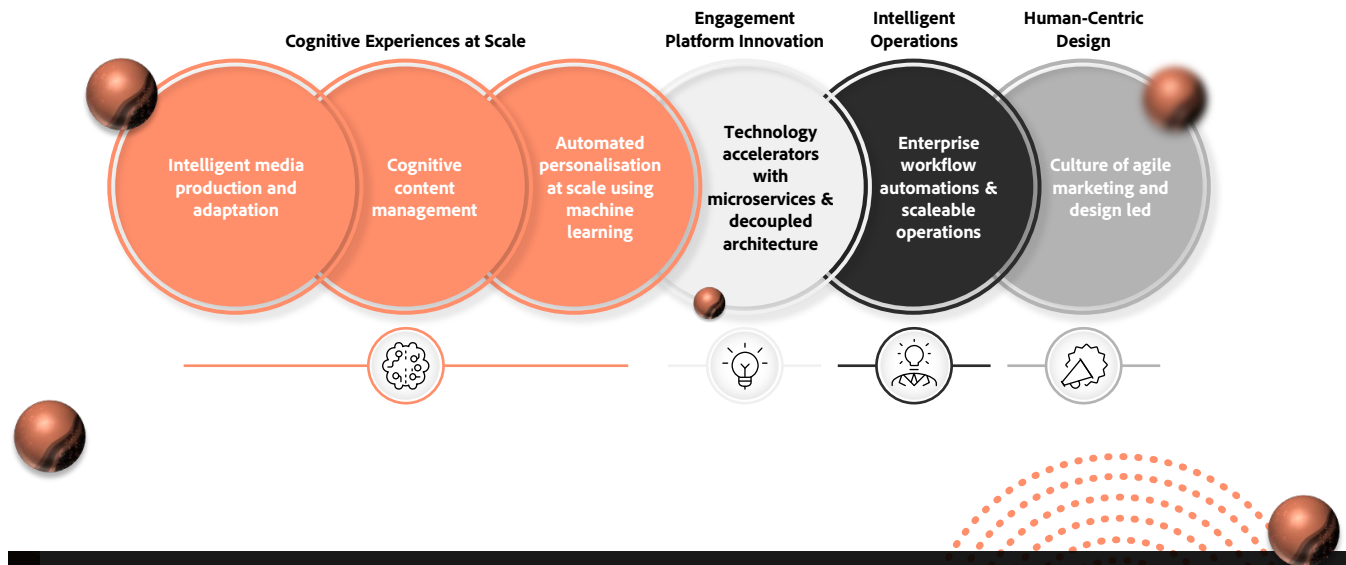 Cognitive Experiences at Scale
Engagement
Platform Innovation
Intelligent
Operations
Human-Centric
Design
Intelligent media
production and
adaptation
Cognitive
content
management
Automated
personalisation
at scale using
machine
learning
Technology
accelerators
with
microservices &
decoupled
architecture
Enterprise
workflow
automations &
scaleable
operations
Culture of agile
marketing and
design led